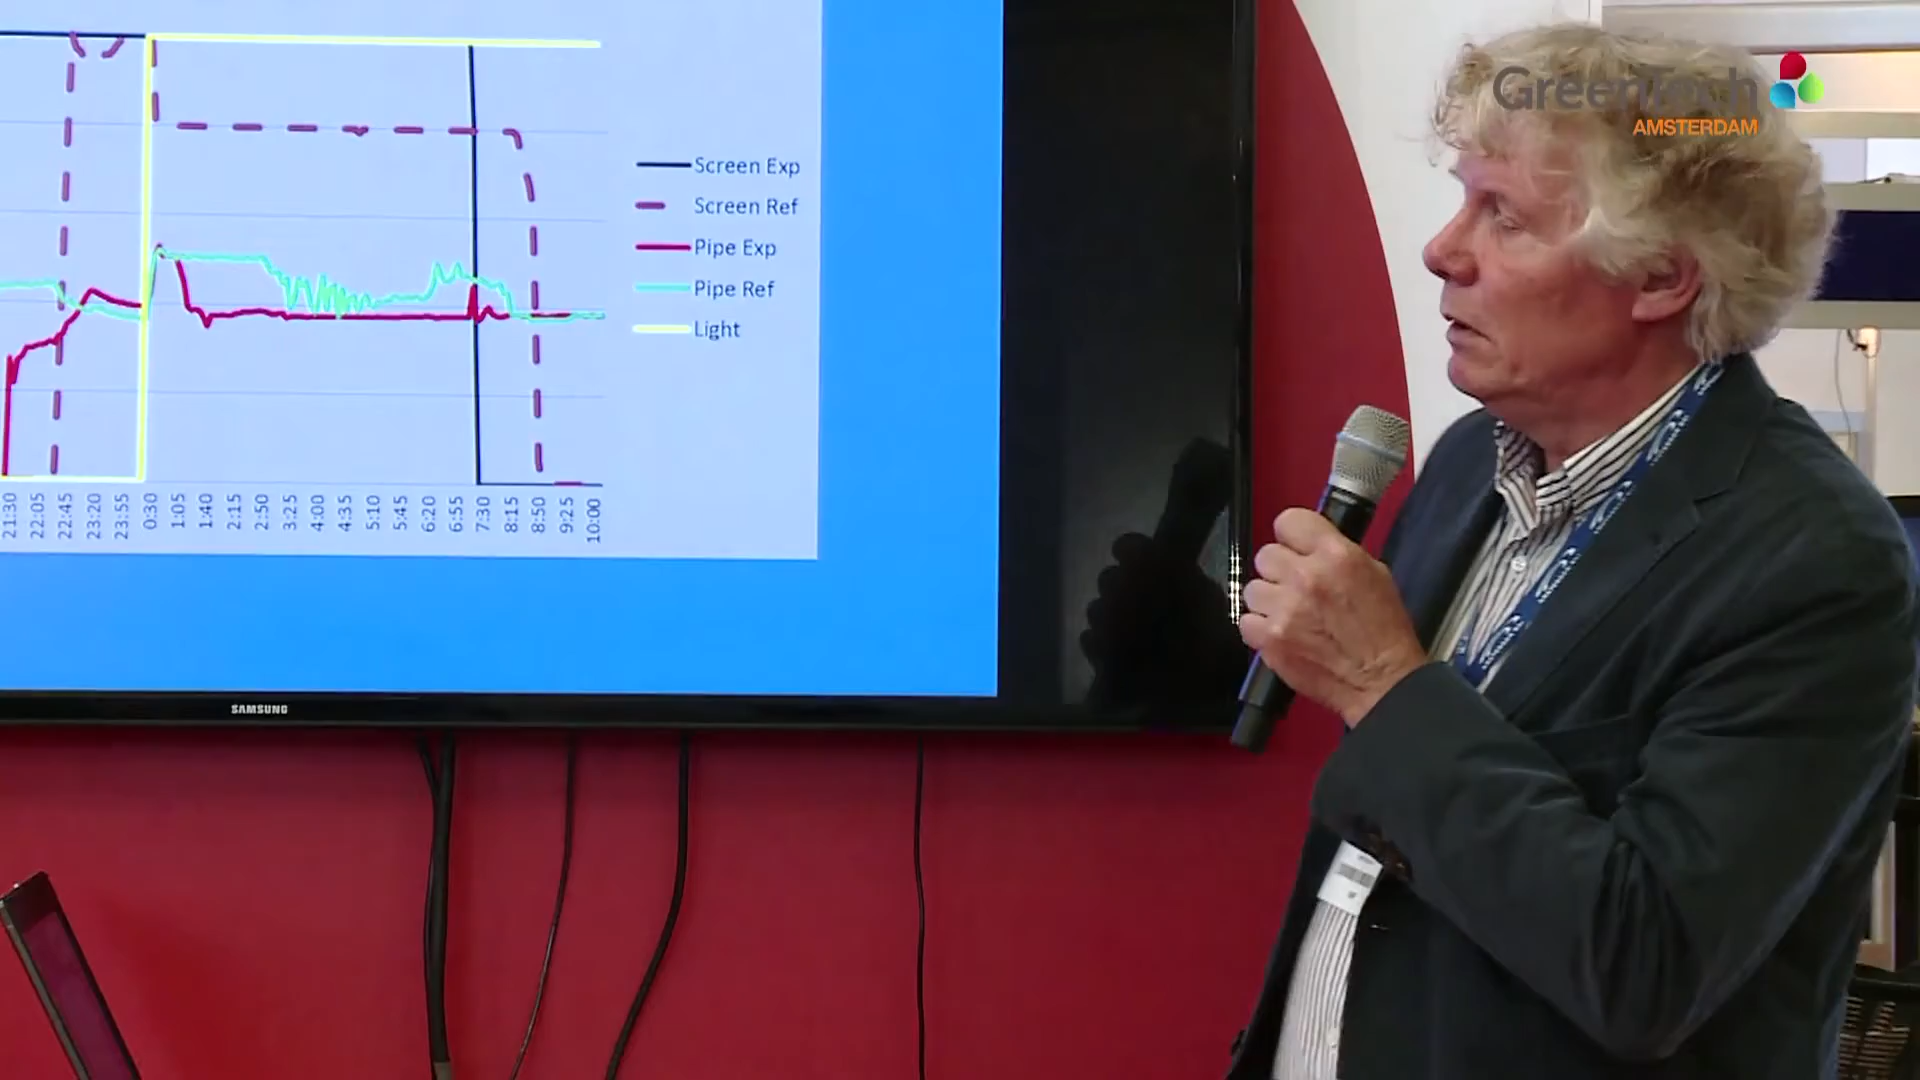 GreenTech
AMSTERDAM
Screen Exp
Screen Ref
Pipe Exp
Pipe Ref
Light
21:30
22:05
22:45
23:20
23:55
0:30
1:05
1:40
2:15
2:50
3:25
4:00
4:35
5:10
5:45
6:20
6:55
7:30
8:15
8:50
9:25
10:00
SAMSUNG